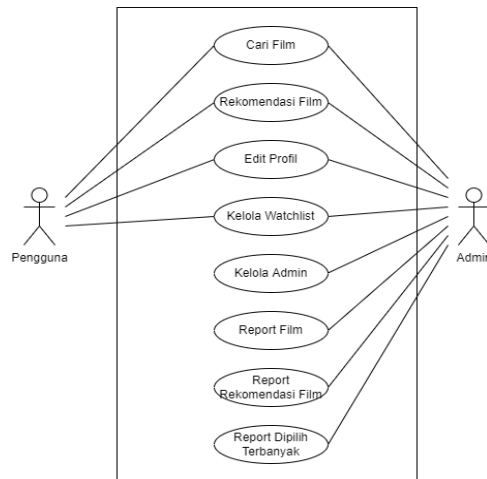 Cari Film
Rekomendasi Film
Edit Profil
Kelola Watchlist
Pengguna
Admin
Kelola Admin
Report Film
Report
Rekomendasi Film
Report Dipilih
Terbanyak